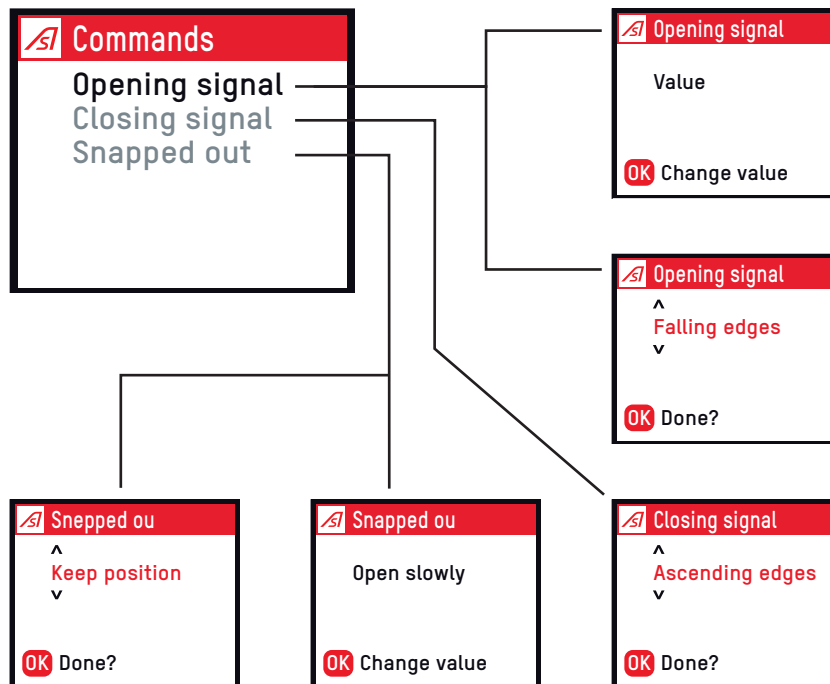 Commands
Opening signal
Closing signal
Snapped out
Opening signal
Value
OK Change value
Opening signal
^
Falling edges
v
OK Done?
Snepped ou
^
Keep position
v
OK Done?
Snapped ou
Open slowly
OK Change value
Closing signal
^
Ascending edges
v
OK Done?